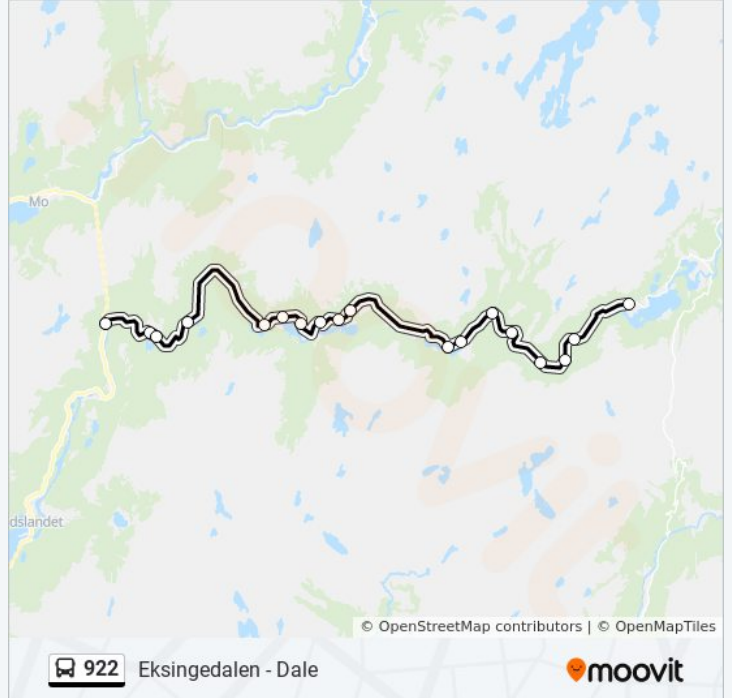 Mo
dslandet
© OpenStreetMap contributors | © OpenMapTiles
922 Eksingedalen - Dale
moovit